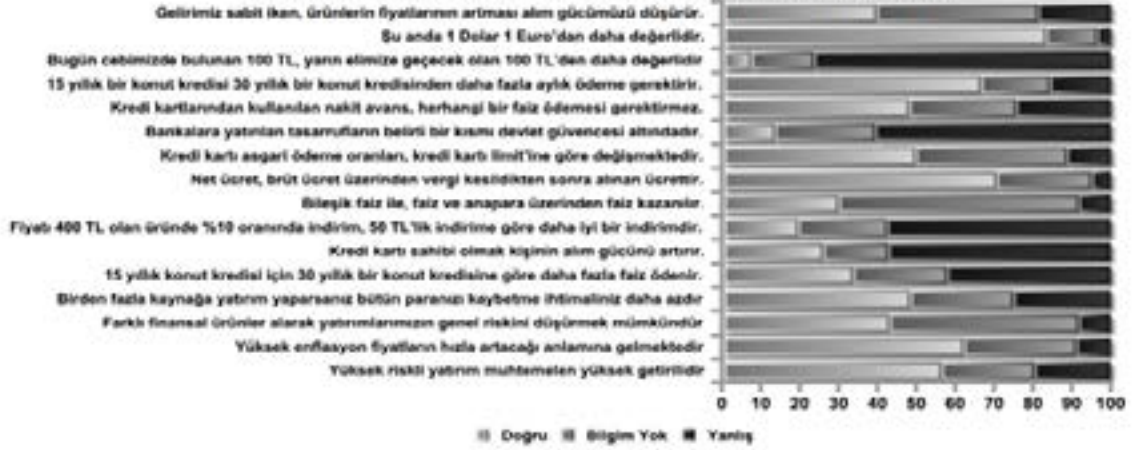 Gelirimiz sabit iken, ürünlerin fiyatlarının artması alım gücümüzü düşürür.
Su anda 1 Dolar 1 Euro'dan daha değerlidir.
Bugün cebimizde bulunan 100 TL, yarın elimize geçecek olan 100 TL'den daha değerlidir
15 yıllık bir konut kredisi 30 yıllık bir konut kredisinden daha fazla aylık ödeme gerektirir.
Kredi kartlarından kullanılan nakit avans, herhangi bir faiz ödemesi gerektirmez.
Bankalara yatırılan tasarrufların belirli bir kısmı devlet güvencesi altındadır.
Kredi kartı asgari ödeme oranları, kredi kartı limit'ine göre değişmektedir.
Net ücret, brüt ücret üzerinden vergi kesildikten sonra alınan ücrettir.
Bileşik faiz ile, faiz ve anapara üzerinden faiz kazanılır.
Fiyatı 400 TL olan üründe %10 oranında indirim, 50 TL'lik indirime göre daha iyi bir indirimdir.
Kredi kartı sahibi olmak kişinin alım gücünü artırır.
15 yıllık konut kredisi için 30 yıllık bir konut kredisine göre daha fazla faiz ödenir.
Birden fazla kaynağa yatırım yaparsanız bütün paranızı kaybetme ihtimaliniz daha azdır
Farklı finansal ürünler alarak yatırımlarımızın genel riskini düşürmek mümkündür
Yüksek enflasyon fiyatların hızla artacağı anlamına gelmektedir
Yüksek riskli yatırım muhtemelen yüksek getirilidir
0 10 20 30 40 50 60 70 80 90 100
Doğru Bilgim Yok Yanlış